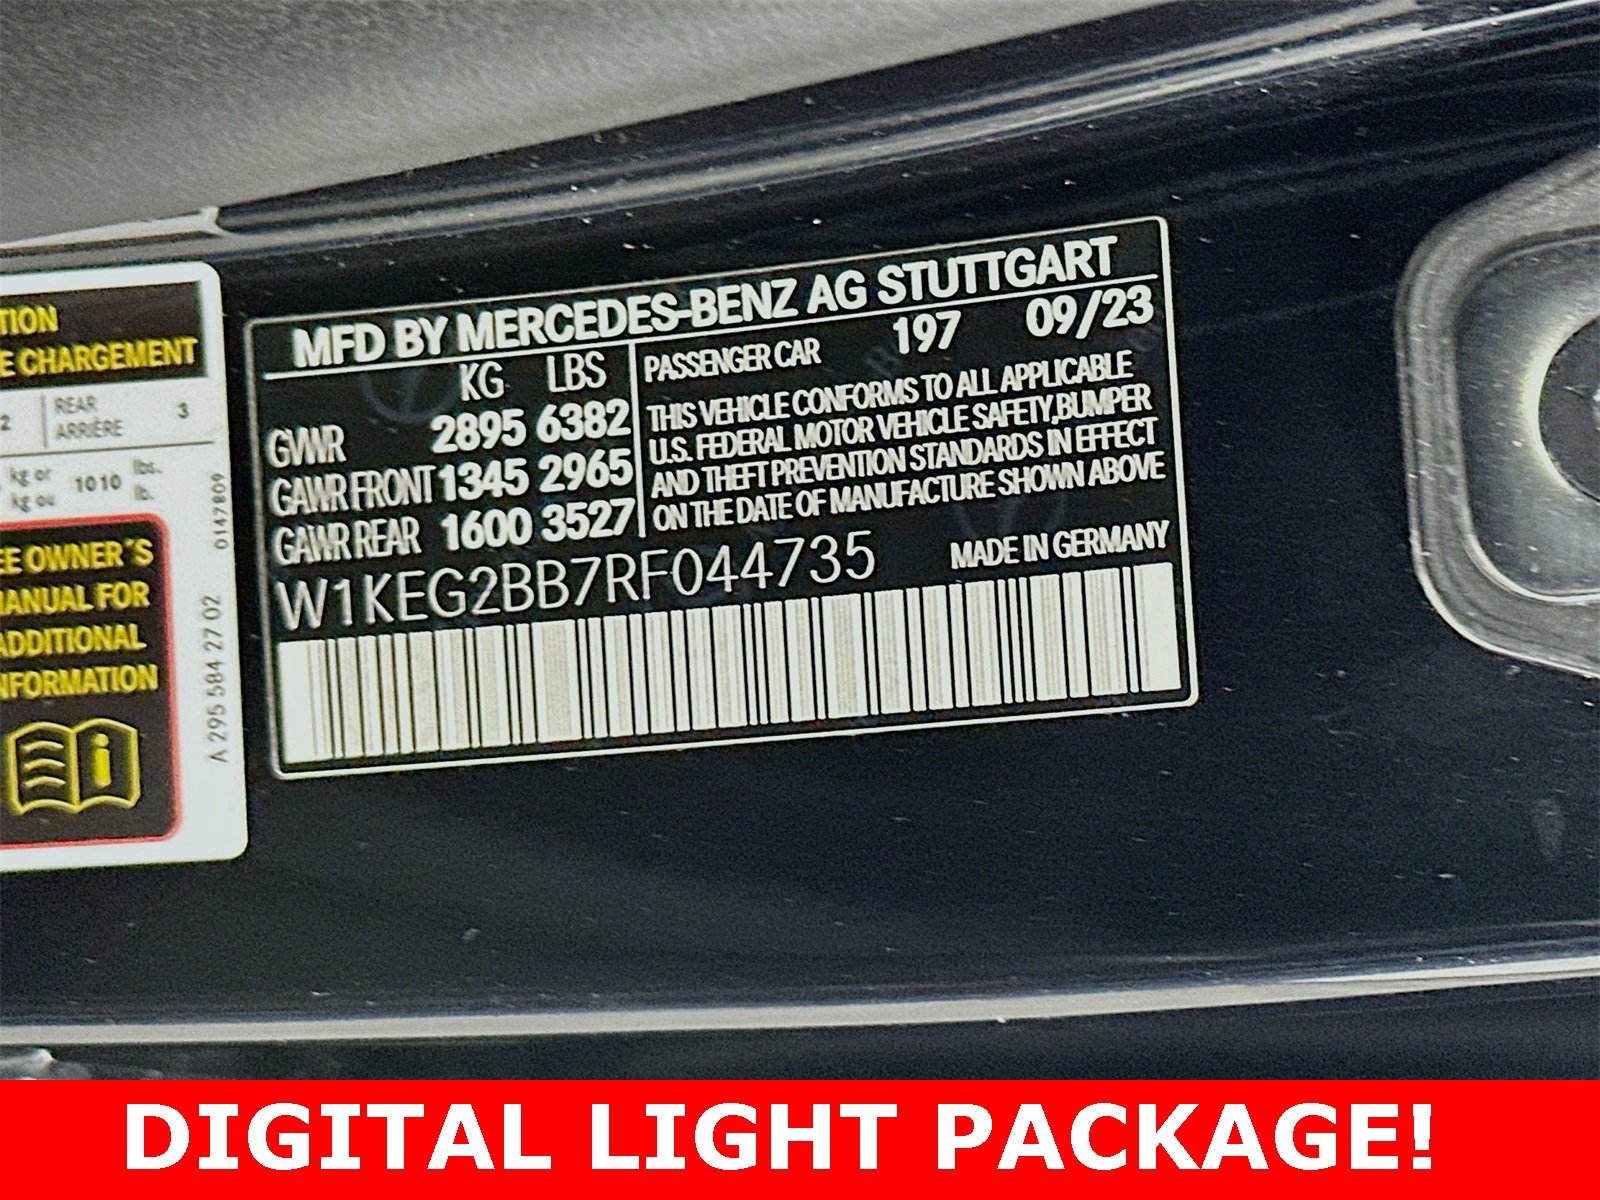 TION
E CHARGEMENT
2 REAR ARRIÈRE 3
kg or lbs.
kg ou 1010 lb.
EE OWNER´S
MANUAL FOR
ADDITIONAL
NFORMATION
A 295 584 27 02 0147809
MFD BY MERCEDES-BENZ AG STUTTGART
KG LBS
GVWR 2895 6382
GAWR FRONT 1345 2965
GAWR REAR 1600 3527
PASSENGER CAR 197 09/23
THIS VEHICLE CONFORMS TO ALL APPLICABLE
U.S. FEDERAL MOTOR VEHICLE SAFETY,BUMPER
AND THEFT PREVENTION STANDARDS IN EFFECT
ON THE DATE OF MANUFACTURE SHOWN ABOVE
W1KEG2BB7RF044735 MADE IN GERMANY
DIGITAL LIGHT PACKAGE!